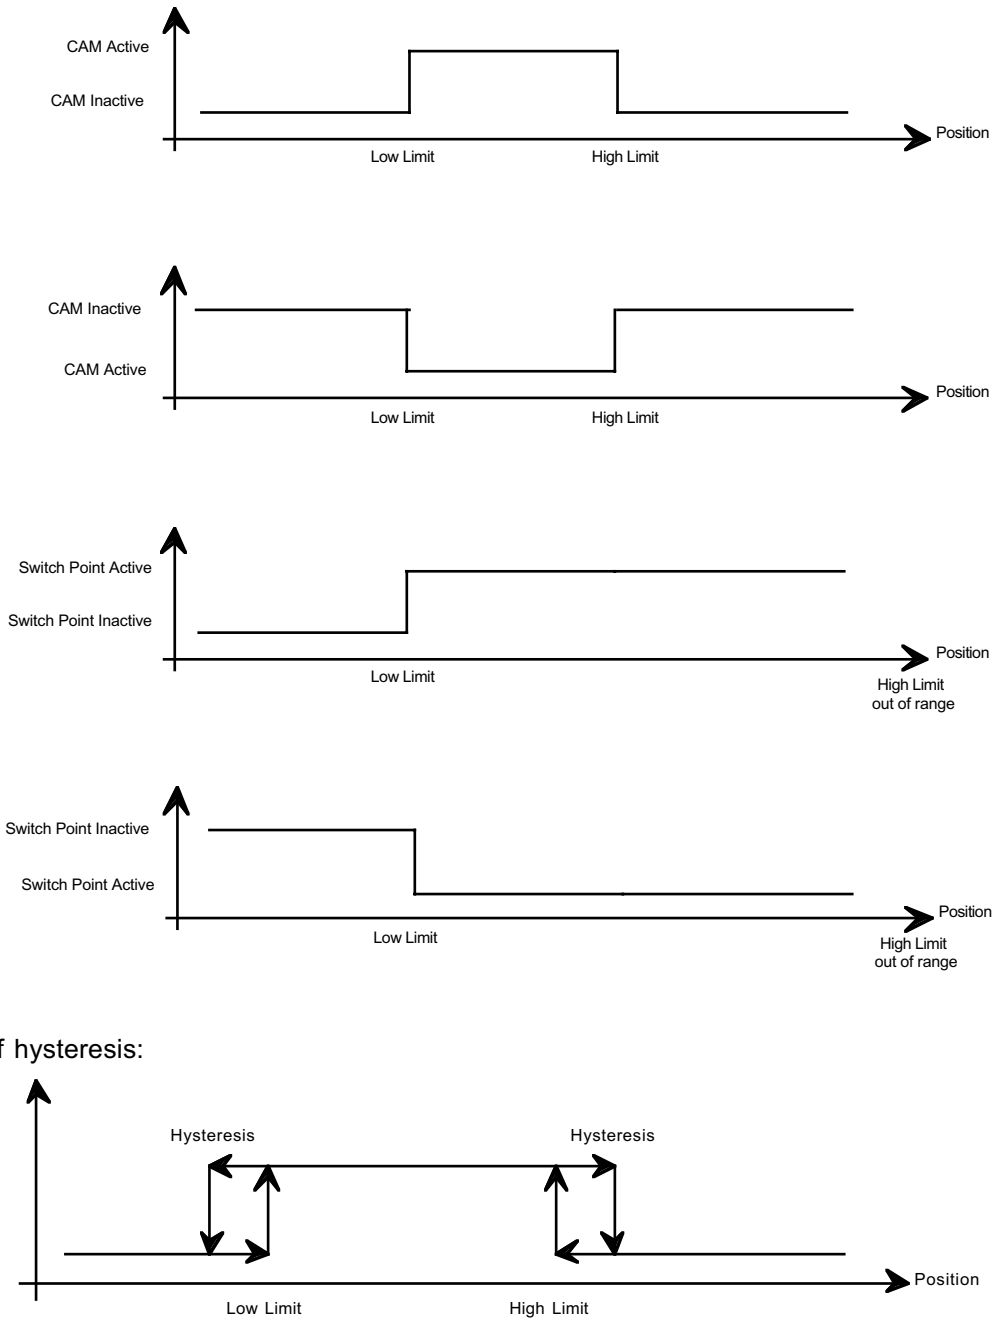 CAM Active
CAM Inactive
Position
Low Limit
High Limit
CAM Inactive
CAM Active
Position
Low Limit
High Limit
Switch Point Active
Switch Point Inactive
Position
Low Limit
High Limit
out of range
Switch Point Inactive
Switch Point Active
Position
Low Limit
High Limit
out of range
f hysteresis:
Hysteresis
Hysteresis
Position
Low Limit
High Limit